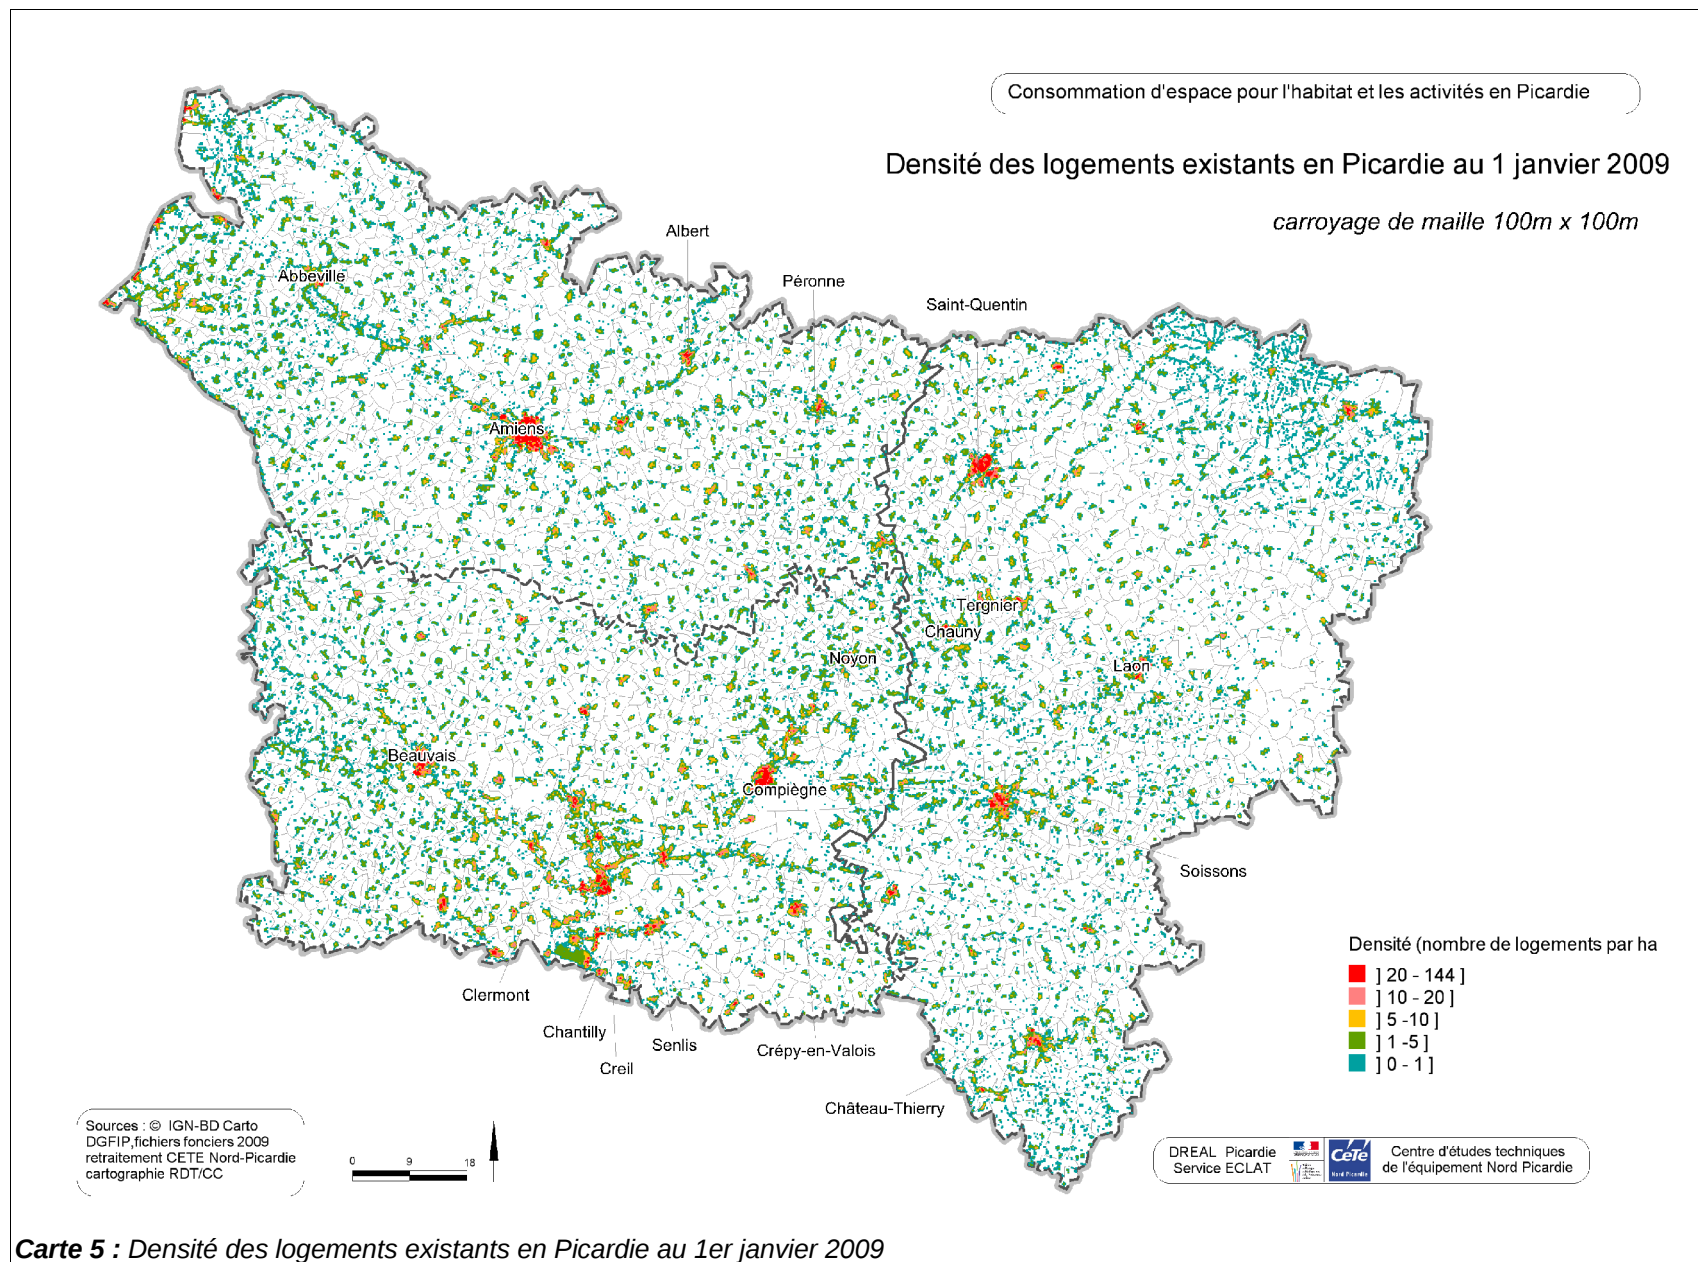 Consommation d'espace pour l'habitat et les activités en Picardie
Densité des logements existants en Picardie au 1 janvier 2009
carroyage de maille 100m x 100m
Albert
Abbeville
Péronne
Saint-Quentin
Amiens
Tergnier
Chauny
Noyon
Laon
Beauvais
Compiègne
Soissons
Clermont
Chantilly
Creil
Senlis
Crépy-en-Valois
Château-Thierry
Densité (nombre de logements par ha
] 20 - 144 ]
] 10 - 20 ]
] 5 -10 ]
] 1 -5 ]
] 0 - 1 ]
Sources : © IGN-BD Carto
DGFIP,fichiers fonciers 2009
retraitement CETE Nord-Picardie
cartographie RDT/CC
0 9 18
DREAL Picardie
Service ECLAT
CeTe
Nord Picardie
Centre d'études techniques
de l'équipement Nord Picardie
Carte 5 : Densité des logements existants en Picardie au 1er janvier 2009